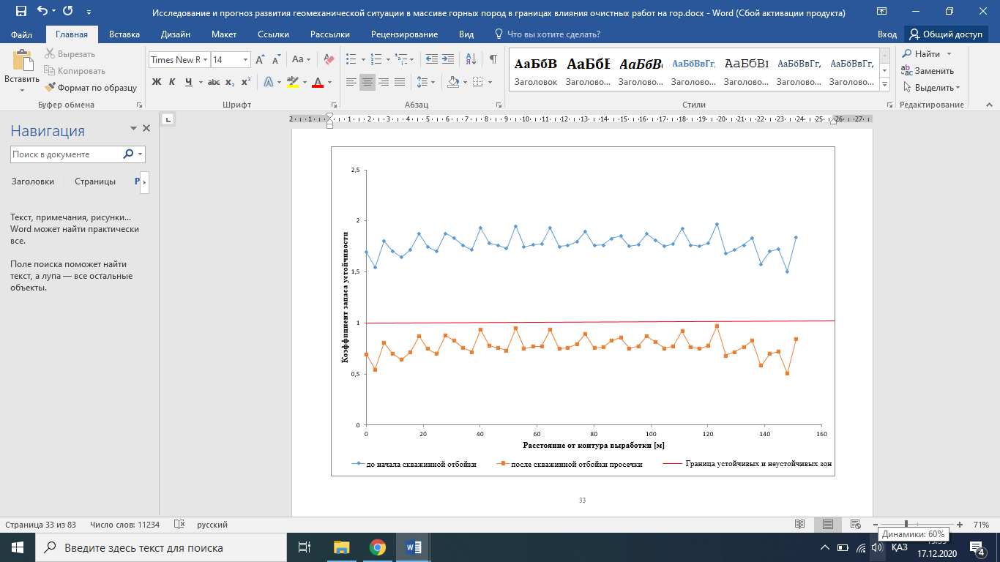 Исследование и прогноз развития геомеханической ситуации в массиве горных пород в границах влияния очистных работ на гор.docx - Word (Сбой активации продукта)
Файл Главная Вставка Дизайн Макет Ссылки Рассылки Рецензирование Вид Что вы хотите сделать? Вход Общий доступ
Вставить
Вырезать
Копировать
Формат по образцу
Буфер обмена
Times New R 14
Aa
Ж К Ч abc x₂ x²
Шрифт
Абзац
АаБбВ АаБбЕ АаБбВ АаБбВвГг, АаБбВı АаБбВвГг, АаБбВвГг,
Заголовок Заголово... Заголово... Заголово... Заголово... Заголово... Заголово...
Стили
Найти
Заменить
Выделить
Редактирование
2 1 1 2 3 4 5 6 7 8 9 10 11 12 13 14 15 16 17 18 19 20 21 22 23 24 25 26 27
Навигация
Поиск в документе
Заголовки Страницы Р
Текст, примечания, рисунки...
Word может найти практически
все.
Поле поиска поможет найти
текст, а лупа — все остальные
объекты.
Коэффициент запаса устойчивости
2,5
2
1,5
1
0,5
0
0 20 40 60 80 100 120 140 160
Расстояние от контура выработки [м]
до начала скважинной отбойки после скважинной отбойки просечки Граница устойчивых и неустойчивых зон
33
Страница 33 из 83 Число слов: 11234 русский 71%
Динамики: 60%
Введите здесь текст для поиска
ҚАЗ
17.12.2020
4